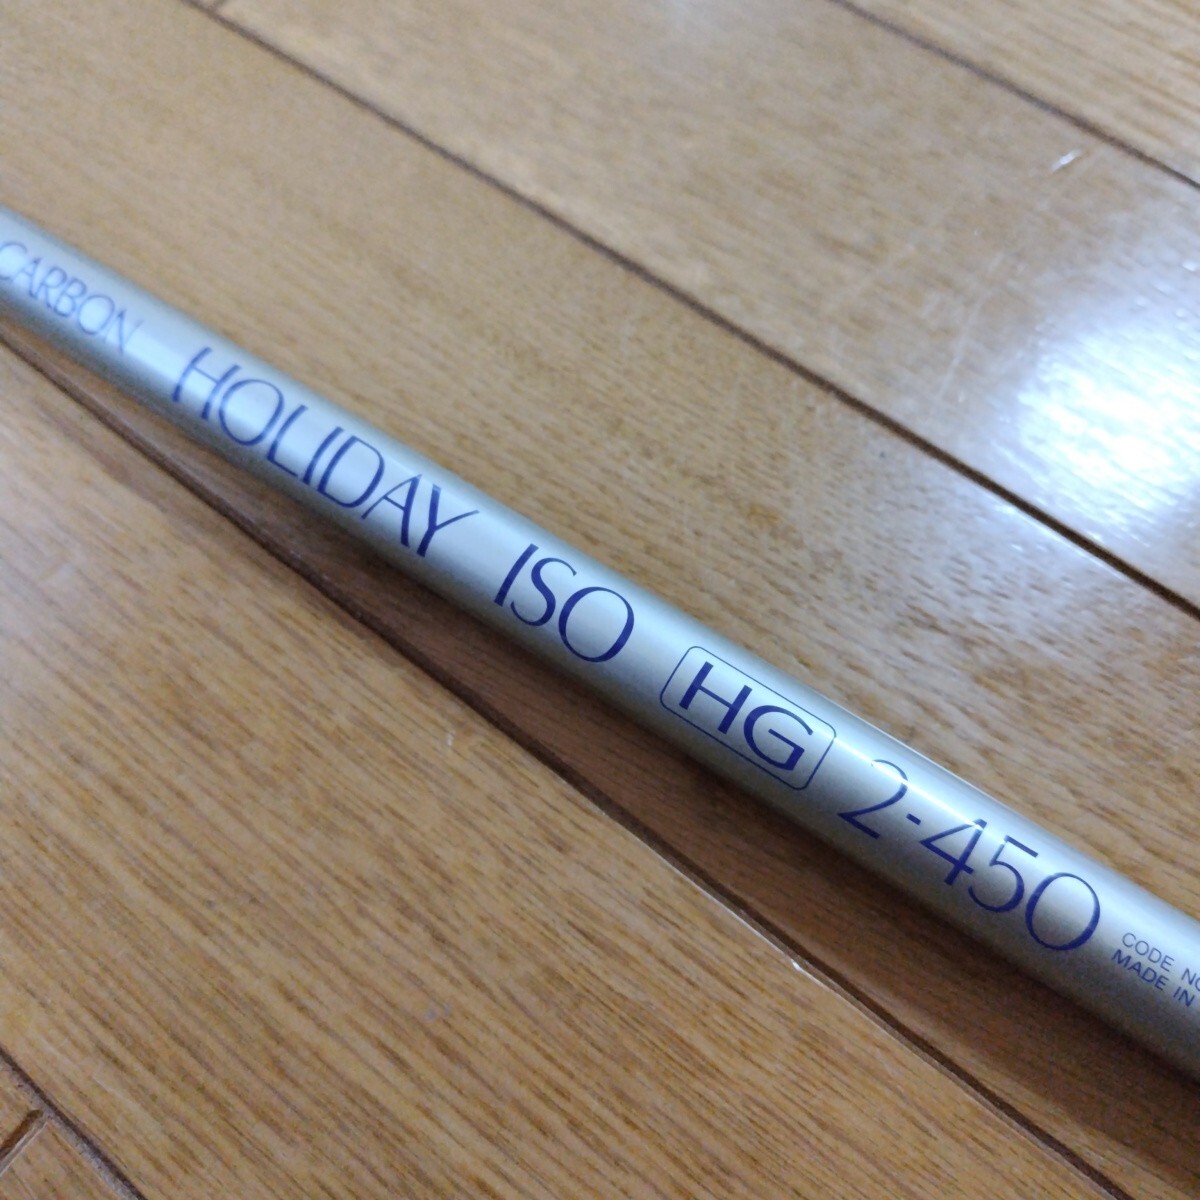 CARBON HOLIDAY ISO HG 2-450
CODE NO
MADE IN